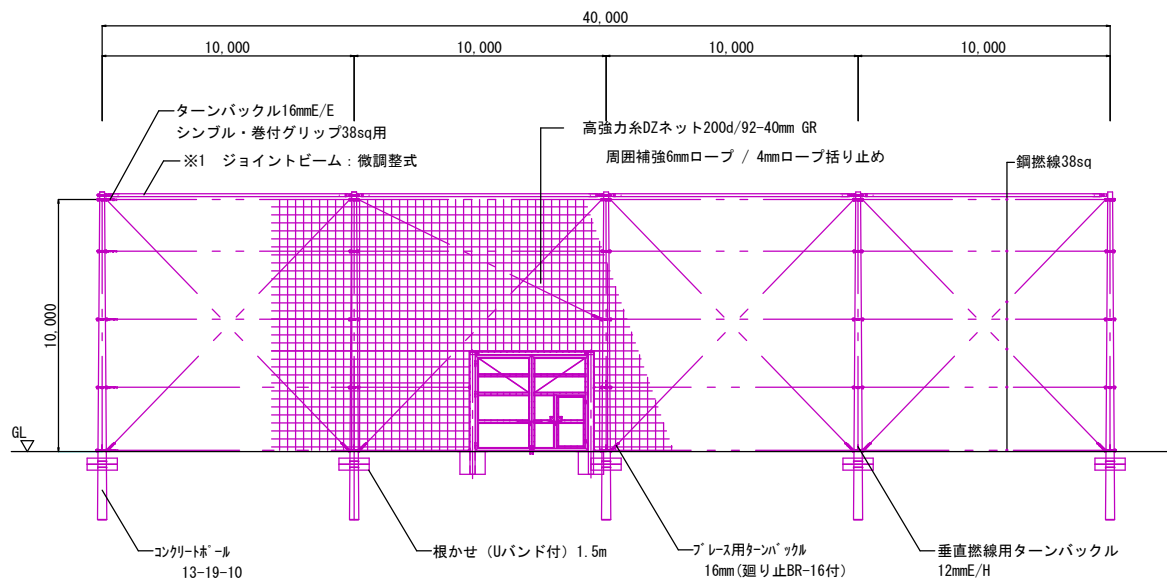 40,000
10,000
10,000
10,000
10,000
ターンバックル16mmE/E
シンブル・巻付グリップ38sq用
※1 ジョイントビーム：微調整式
高強力糸DZネット200d/92-40mm GR
周囲補強6mmロープ / 4mmロープ括り止め
鋼撚線38sq
10,000
GL
コンクリートポール
13-19-10
根かせ（Uバンド付）1.5m
ブレース用ターンバックル
16mm(廻り止BR-16付)
垂直撚線用ターンバックル
12mmE/H